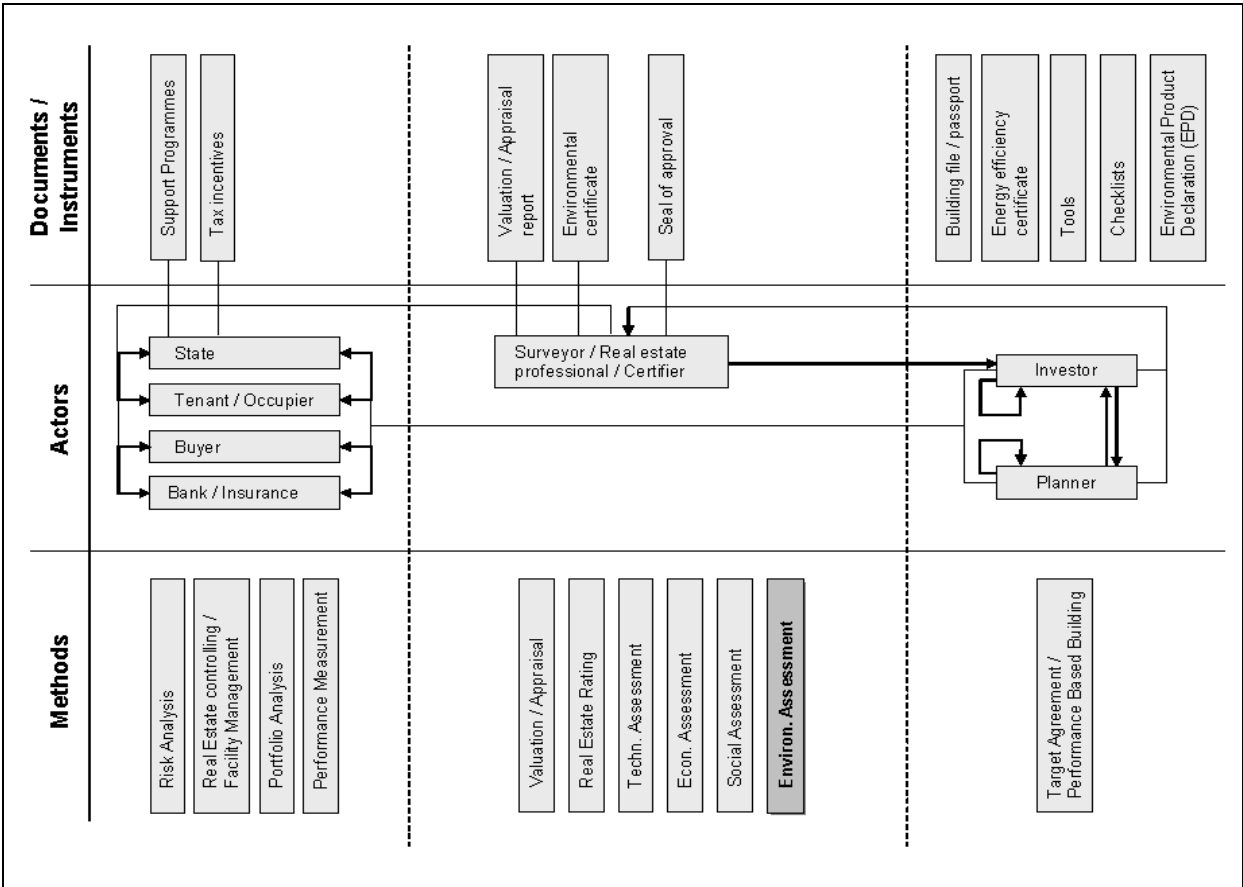 Documents /
Instruments
Support Programmes
Tax incentives
Valuation / Appraisal
report
Environmental
certificate
Seal of approval
Building file / passport
Energy efficiency
certificate
Tools
Checklists
Environmental Product
Declaration (EPD)
Actors
State
Tenant / Occupier
Buyer
Bank / Insurance
Surveyor / Real estate
professional / Certifier
Investor
Planner
Methods
Risk Analysis
Real Estate controlling /
Facility Management
Portfolio Analysis
Performance Measurement
Valuation / Appraisal
Real Estate Rating
Techn. Assessment
Econ. Assessment
Social Assessment
Environ. Assessment
Target Agreement /
Performance Based Building